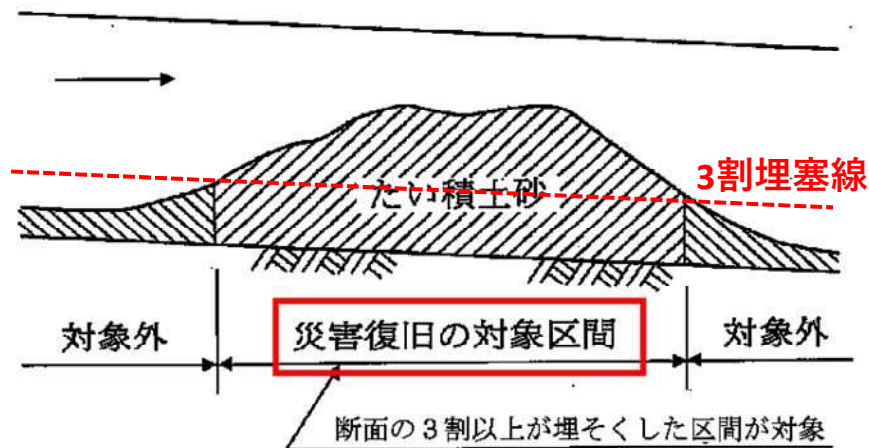 3割埋塞線
たい積土砂
対象外
災害復旧の対象区間
対象外
断面の3割以上が埋そくした区間が対象